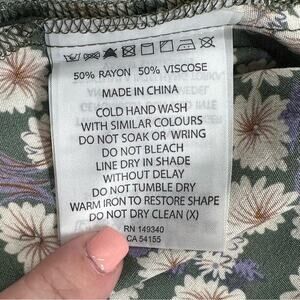 50% RAYON 50% VISCOSE
MADE IN CHINA
COLD HAND WASH
WITH SIMILAR COLOURS
DO NOT SOAK OR WRING
DO NOT BLEACH
LINE DRY IN SHADE
WITHOUT DELAY
DO NOT TUMBLE DRY
WARM IRON TO RESTORE SHAPE
DO NOT DRY CLEAN (X)
RN 149340
CA 54155